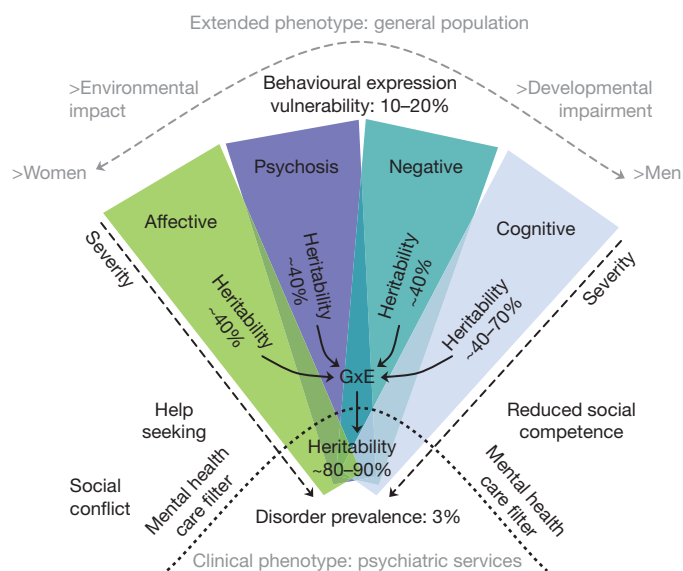 Extended phenotype: general population
>Environmental
impact
Behavioural expression
vulnerability: 10–20%
>Developmental
impairment
>Women
>Men
Psychosis
Negative
Affective
Cognitive
Severity
Severity
Heritability
~40%
Heritability
~40%
Heritability
~40%
Heritability
~40–70%
GxE
Help
seeking
Reduced social
competence
Heritability
~80–90%
Social
conflict
Mental health
care filter
Mental health
care filter
Disorder prevalence: 3%
Clinical phenotype: psychiatric services